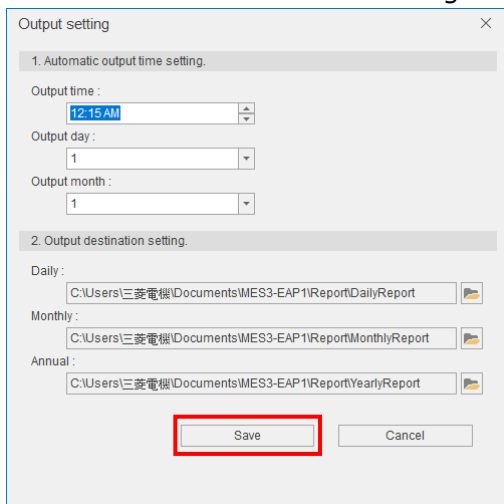 Output setting
1. Automatic output time setting.
Output time :
12:15 AM
Output day :
1
Output month :
1
2. Output destination setting.
Daily :
C:\Users\三菱電機\Documents\MES3-EAP1\Report\DailyReport
Monthly :
C:\Users\三菱電機\Documents\MES3-EAP1\Report\MonthlyReport
Annual :
C:\Users\三菱電機\Documents\MES3-EAP1\Report\YearlyReport
Save Cancel